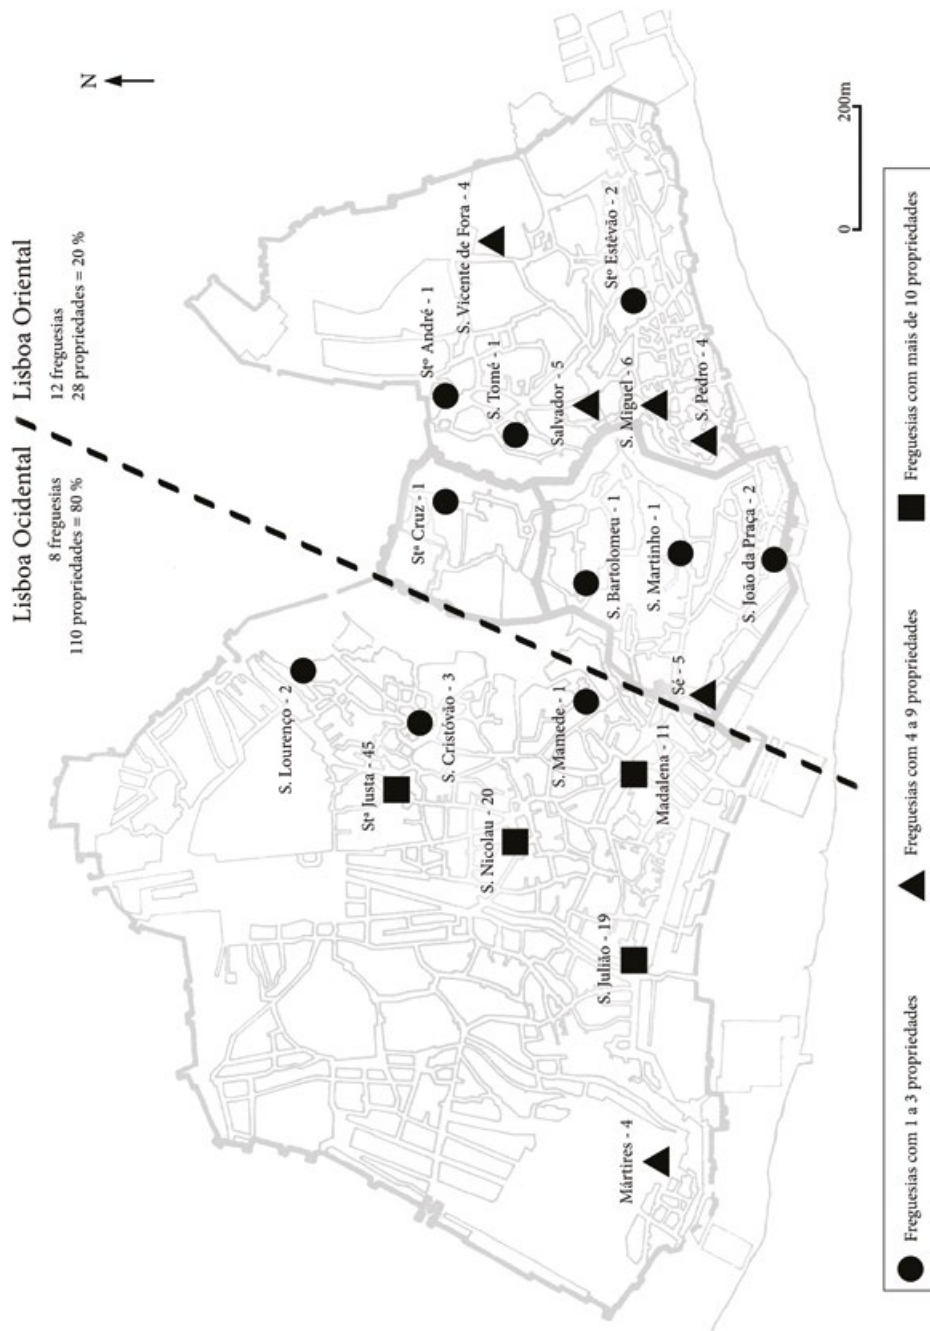 Lisboa Ocidental
8 freguesias
110 propriedades = 80 %
Lisboa Oriental
12 freguesias
28 propriedades = 20 %
N
S. Lourenço - 2
Stª Justa - 45
S. Cristóvão - 3
S. Nicolau - 20
S. Mamede - 1
S. Julião - 19
Madalena - 11
Mártires - 4
Stº André - 1
S. Vicente de Fora - 4
Stª Cruz - 1
S. Tomé - 1
Salvador - 5
Stº Estêvão - 2
S. Miguel - 6
S. Bartolomeu - 1
S. Martinho - 1
S. Pedro - 4
Sé - 5
S. João da Praça - 2
0
200m
Freguesias com 1 a 3 propriedades
Freguesias com 4 a 9 propriedades
Freguesias com mais de 10 propriedades